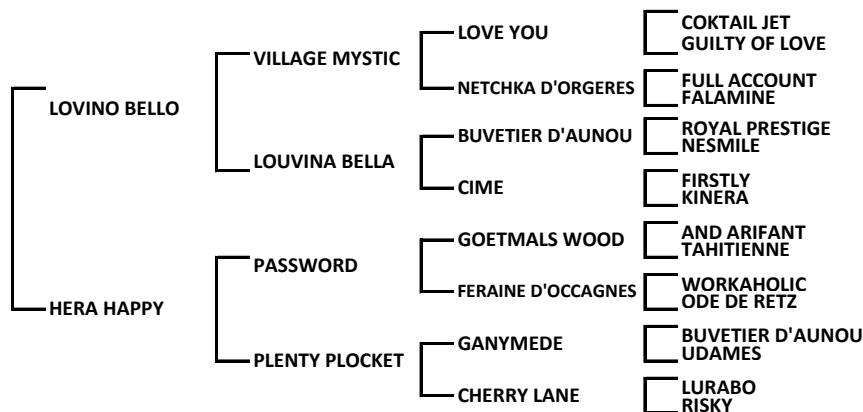 LOVINO BELLO
VILLAGE MYSTIC
LOVE YOU
COKTAIL JET
GUILTY OF LOVE
NETCHKA D'ORGERES
FULL ACCOUNT
FALAMINE
LOUVINA BELLA
BUVETIER D'AUNOU
ROYAL PRESTIGE
NESMILE
CIME
FIRSTLY
KINERA
HERA HAPPY
PASSWORD
GOETMALS WOOD
AND ARIFANT
TAHITIENNE
FERAINE D'OCCAGNES
WORKAHOLIC
ODE DE RETZ
PLENTY PLOCKET
GANYMEDE
BUVETIER D'AUNOU
UDAMES
CHERRY LANE
LURABO
RISKY